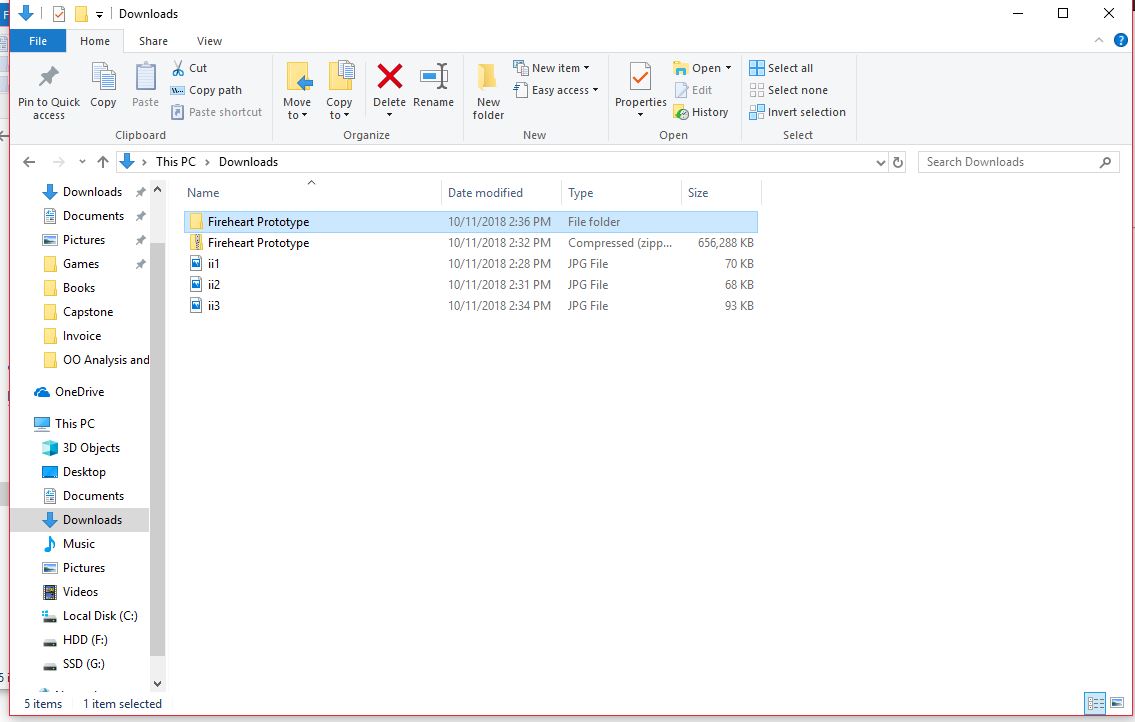 Downloads
File Home Share View
Pin to Quick access
Copy
Paste
Cut
Copy path
Paste shortcut
Clipboard
Move to
Copy to
Delete
Rename
Organize
New folder
New item
Easy access
New
Properties
Open
Edit
History
Open
Select all
Select none
Invert selection
Select
This PC > Downloads
Search Downloads
Downloads
Documents
Pictures
Games
Books
Capstone
Invoice
OO Analysis and
OneDrive
This PC
3D Objects
Desktop
Documents
Downloads
Music
Pictures
Videos
Local Disk (C:)
HDD (F:)
SSD (G:)
Name Date modified Type Size
Fireheart Prototype 10/11/2018 2:36 PM File folder
Fireheart Prototype 10/11/2018 2:32 PM Compressed (zipp... 656,288 KB
ii1 10/11/2018 2:28 PM JPG File 70 KB
ii2 10/11/2018 2:31 PM JPG File 68 KB
ii3 10/11/2018 2:34 PM JPG File 93 KB
5 items 1 item selected